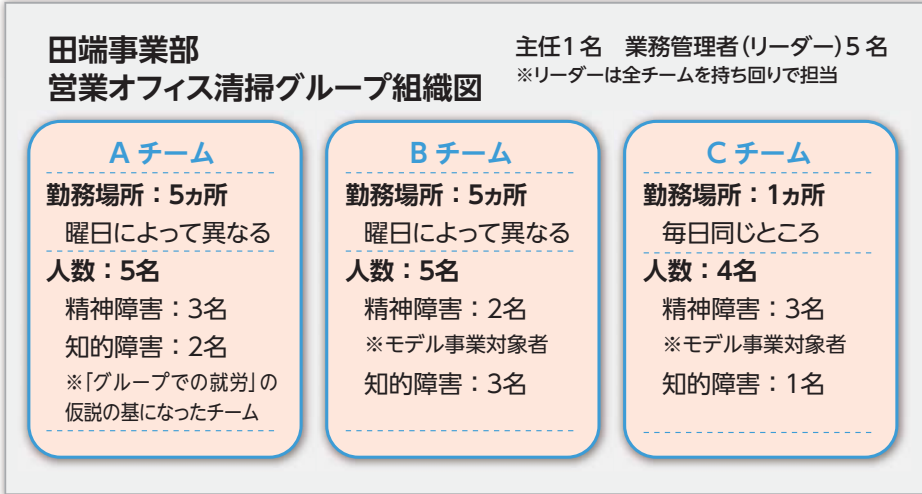 田端事業部
営業オフィス清掃グループ組織図
主任1名　業務管理者(リーダー)5名
※リーダーは全チームを持ち回りで担当
Aチーム
勤務場所：5ヵ所
曜日によって異なる
人数：5名
精神障害：3名
知的障害：2名
※「グループでの就労」の
仮説の基になったチーム
Bチーム
勤務場所：5ヵ所
曜日によって異なる
人数：5名
精神障害：2名
※モデル事業対象者
知的障害：3名
Cチーム
勤務場所：1ヵ所
毎日同じところ
人数：4名
精神障害：3名
※モデル事業対象者
知的障害：1名